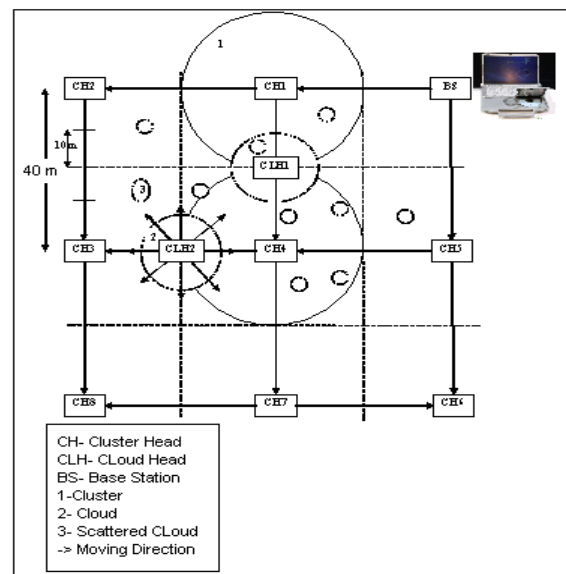 1
CH2
CH1
BS
10 m
CLH1
40 m
3
2
CH3
CLH2
CH4
CH5
CH8
CH7
CH6
CH- Cluster Head
CLH- CLoud Head
BS- Base Station
1-Cluster
2- Cloud
3- Scattered CLoud
-> Moving Direction